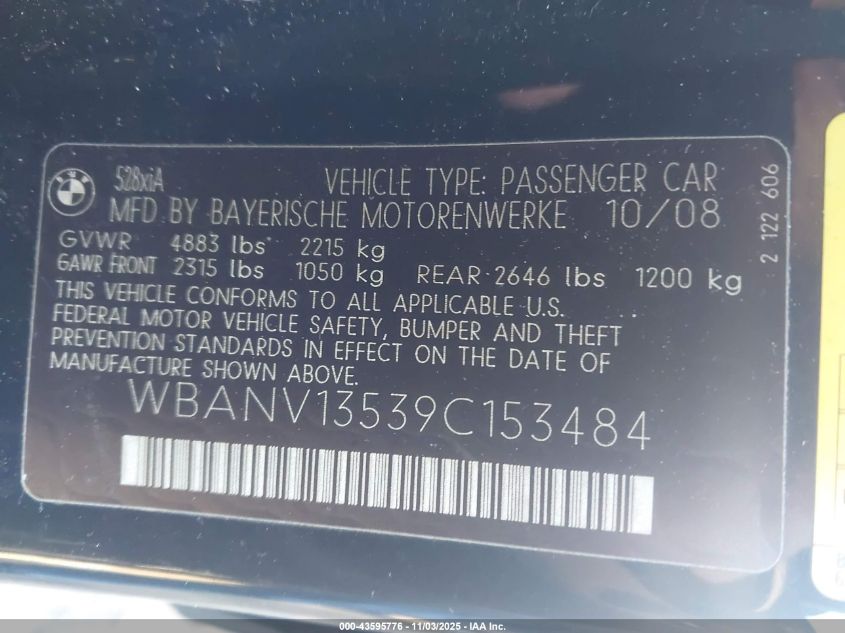 BMW
528xiA VEHICLE TYPE: PASSENGER CAR
MFD BY BAYERISCHE MOTORENWERKE 10/08
GVWR 4883 lbs 2215 kg
GAWR FRONT 2315 lbs 1050 kg REAR 2646 lbs 1200 kg
THIS VEHICLE CONFORMS TO ALL APPLICABLE U.S.
FEDERAL MOTOR VEHICLE SAFETY, BUMPER AND THEFT
PREVENTION STANDARDS IN EFFECT ON THE DATE OF
MANUFACTURE SHOWN ABOVE.
WBANV13539C153484
2 122 606
000-43595776 - 11/03/2025 - IAA Inc.